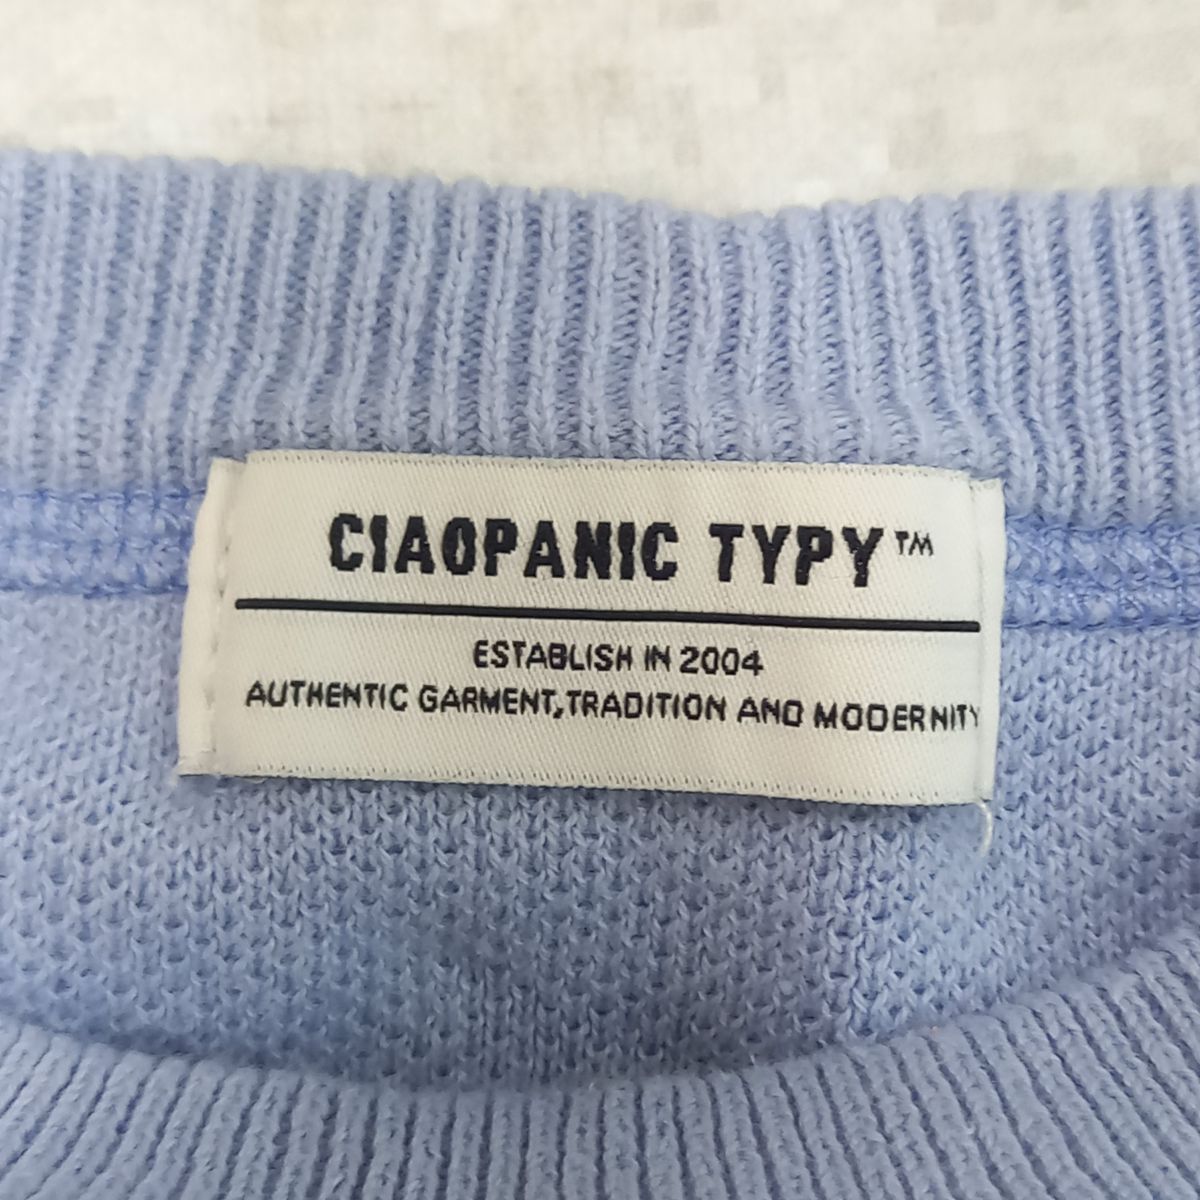 CIAOPANIC TYPY™
ESTABLISH IN 2004
AUTHENTIC GARMENT,TRADITION AND MODERNITY